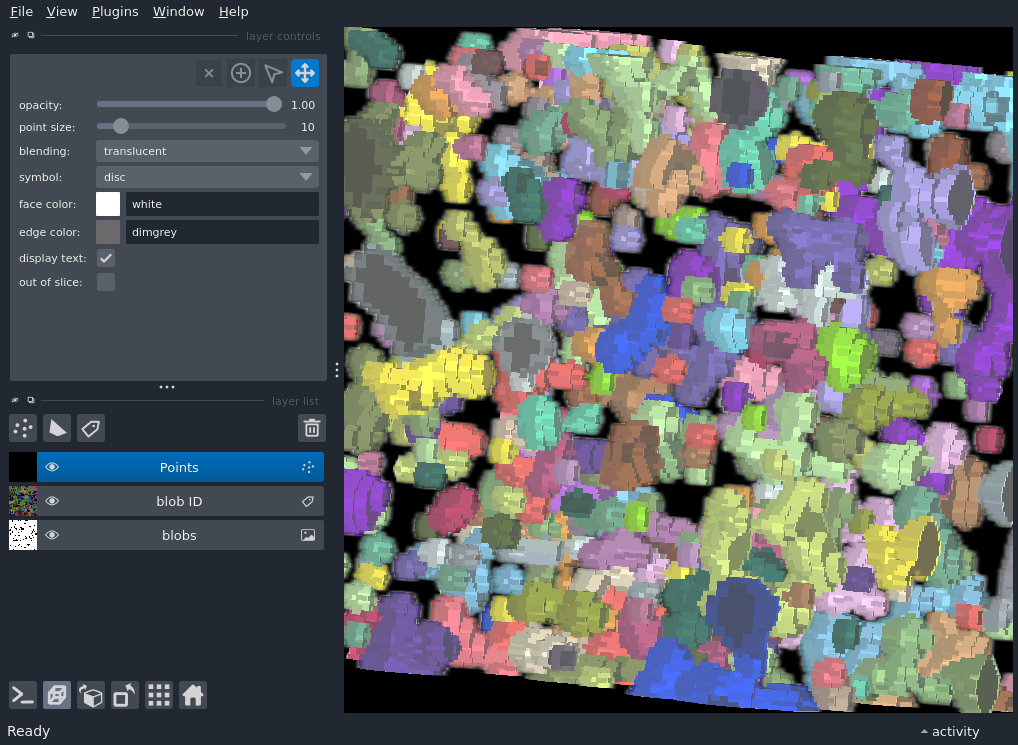 File View Plugins Window Help
layer controls
opacity: 1.00
point size: 10
blending: translucent
symbol: disc
face color: white
edge color: dimgrey
display text:
out of slice:
layer list
Points
blob ID
blobs
Ready
activity